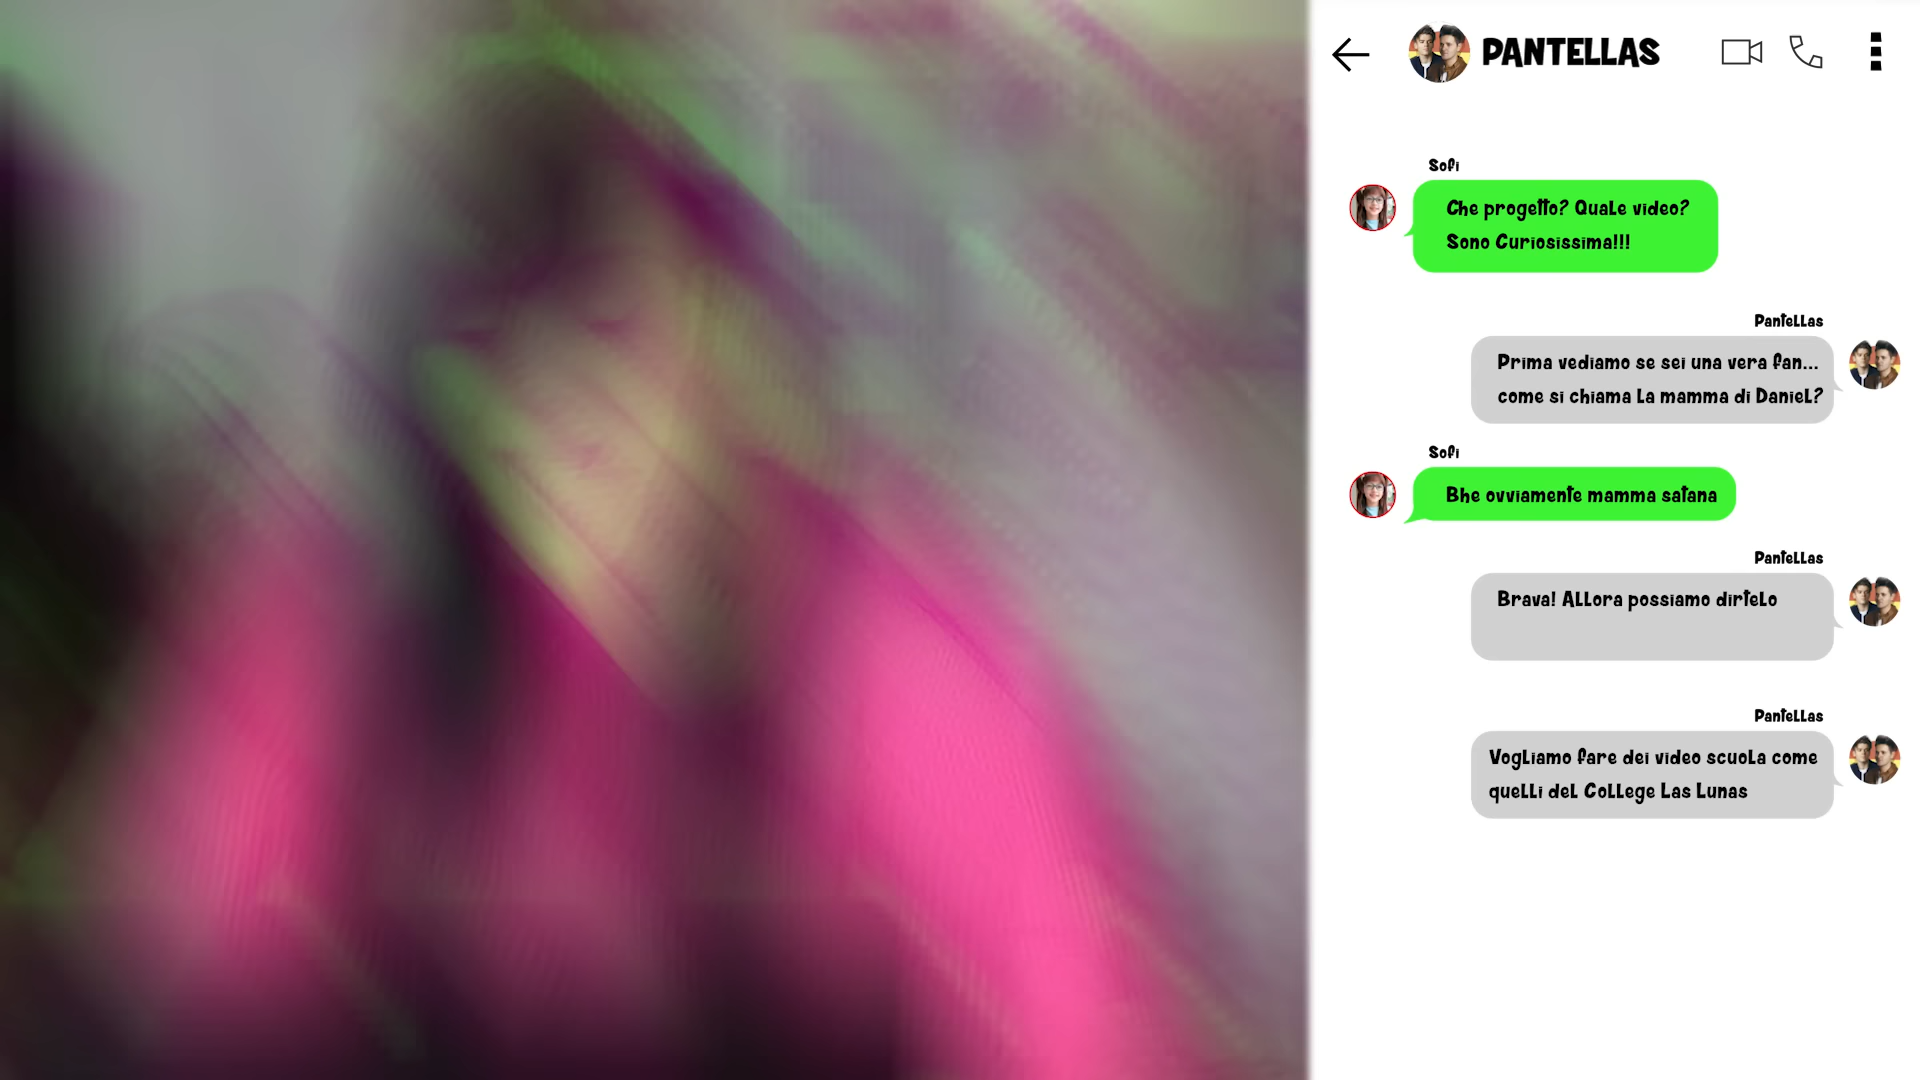 PANTELLAS
Sofi
Che progetto? Quale video?
Sono Curiosissima!!!
Pantellas
Prima vediamo se sei una vera fan...
come si chiama la mamma di Daniel?
Sofi
Bhe ovviamente mamma satana
Pantellas
Brava! Allora possiamo dirtelo
Pantellas
Vogliamo fare dei video scuola come
quelli del College Las Lunas